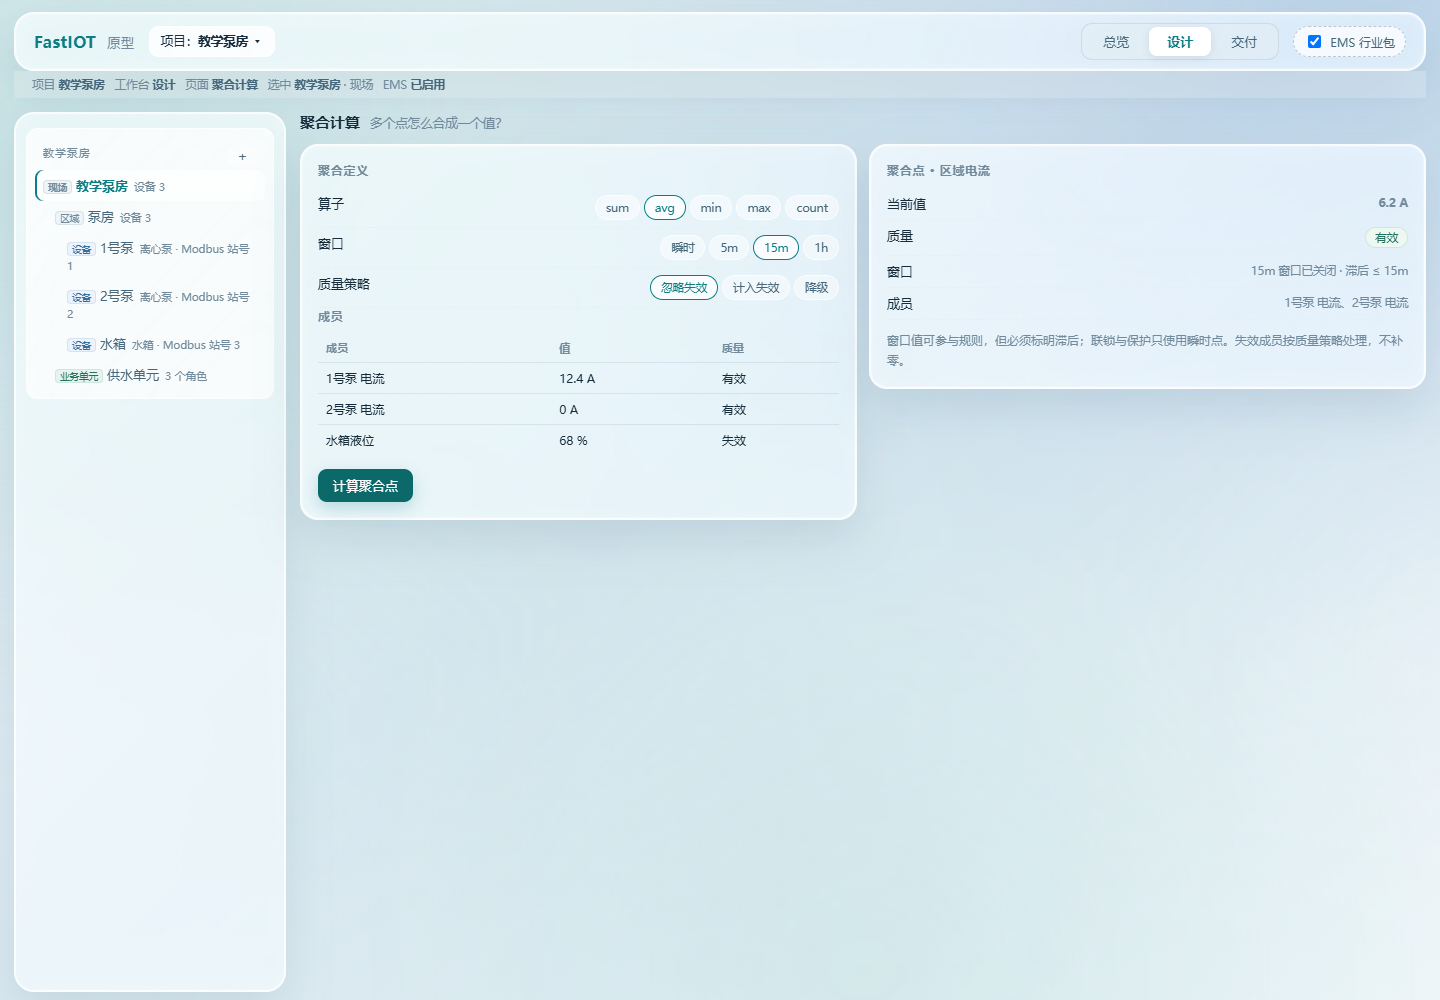 FastIOT 原型 项目：教学泵房
总览 设计 交付 EMS 行业包
项目 教学泵房 工作台 设计 页面 聚合计算 选中 教学泵房 · 现场 EMS 已启用
教学泵房 +
现场 教学泵房 设备 3
区域 泵房 设备 3
设备 1号泵 离心泵 · Modbus 站号
1
设备 2号泵 离心泵 · Modbus 站号
2
设备 水箱 水箱 · Modbus 站号 3
业务单元 供水单元 3 个角色
聚合计算 多个点怎么合成一个值？
聚合定义
算子 sum avg min max count
窗口 瞬时 5m 15m 1h
质量策略 忽略失效 计入失效 降级
成员
成员 值 质量
1号泵 电流 12.4 A 有效
2号泵 电流 0 A 有效
水箱液位 68 % 失效
计算聚合点
聚合点 · 区域电流
当前值 6.2 A
质量 有效
窗口 15m 窗口已关闭 · 滞后 ≤ 15m
成员 1号泵 电流、2号泵 电流
窗口值可参与规则，但必须标明滞后；联锁与保护只使用瞬时点。失效成员按质量策略处理，不补
零。